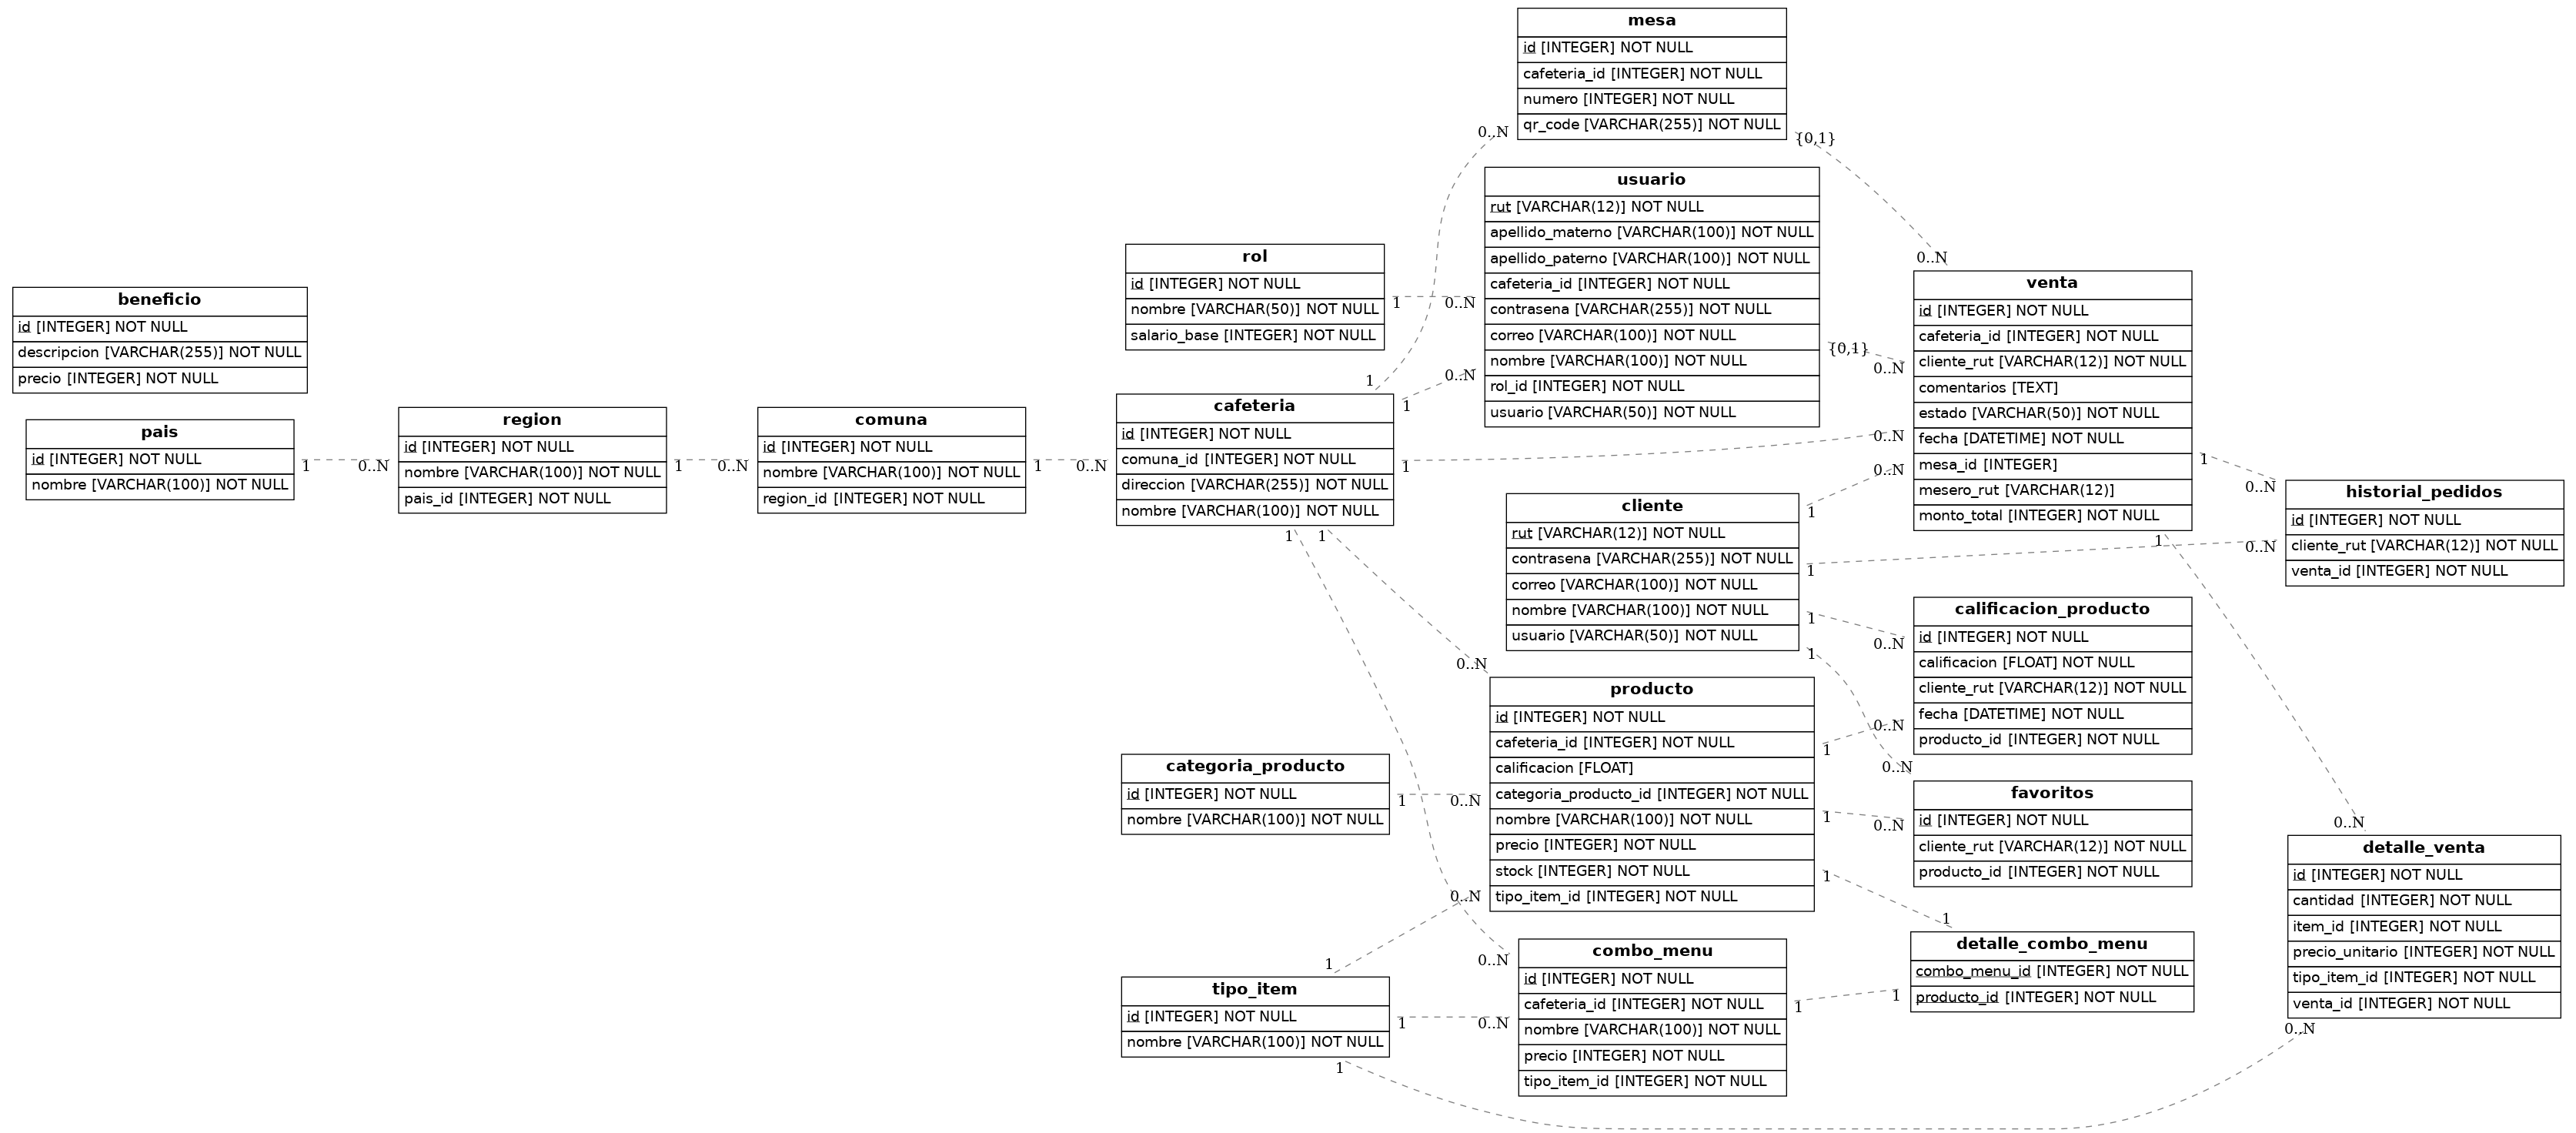 mesa
id [INTEGER] NOT NULL
cafeteria_id [INTEGER] NOT NULL
numero [INTEGER] NOT NULL
qr_code [VARCHAR(255)] NOT NULL
0..N
{0,1}
usuario
rut [VARCHAR(12)] NOT NULL
apellido_materno [VARCHAR(100)] NOT NULL
apellido_paterno [VARCHAR(100)] NOT NULL
cafeteria_id [INTEGER] NOT NULL
contrasena [VARCHAR(255)] NOT NULL
correo [VARCHAR(100)] NOT NULL
nombre [VARCHAR(100)] NOT NULL
rol_id [INTEGER] NOT NULL
usuario [VARCHAR(50)] NOT NULL
0..N
0..N
{0,1}
rol
id [INTEGER] NOT NULL
nombre [VARCHAR(50)] NOT NULL
salario_base [INTEGER] NOT NULL
1
venta
id [INTEGER] NOT NULL
cafeteria_id [INTEGER] NOT NULL
cliente_rut [VARCHAR(12)] NOT NULL
comentarios [TEXT]
estado [VARCHAR(50)] NOT NULL
fecha [DATETIME] NOT NULL
mesa_id [INTEGER]
mesero_rut [VARCHAR(12)]
monto_total [INTEGER] NOT NULL
0..N
0..N
0..N
0..N
1
1
beneficio
id [INTEGER] NOT NULL
descripcion [VARCHAR(255)] NOT NULL
precio [INTEGER] NOT NULL
pais
id [INTEGER] NOT NULL
nombre [VARCHAR(100)] NOT NULL
1
0..N
region
id [INTEGER] NOT NULL
nombre [VARCHAR(100)] NOT NULL
pais_id [INTEGER] NOT NULL
1
0..N
comuna
id [INTEGER] NOT NULL
nombre [VARCHAR(100)] NOT NULL
region_id [INTEGER] NOT NULL
1
0..N
cafeteria
id [INTEGER] NOT NULL
comuna_id [INTEGER] NOT NULL
direccion [VARCHAR(255)] NOT NULL
nombre [VARCHAR(100)] NOT NULL
1
1
1
1
1
cliente
rut [VARCHAR(12)] NOT NULL
contrasena [VARCHAR(255)] NOT NULL
correo [VARCHAR(100)] NOT NULL
nombre [VARCHAR(100)] NOT NULL
usuario [VARCHAR(50)] NOT NULL
1
1
1
1
historial_pedidos
id [INTEGER] NOT NULL
cliente_rut [VARCHAR(12)] NOT NULL
venta_id [INTEGER] NOT NULL
0..N
0..N
calificacion_producto
id [INTEGER] NOT NULL
calificacion [FLOAT] NOT NULL
cliente_rut [VARCHAR(12)] NOT NULL
fecha [DATETIME] NOT NULL
producto_id [INTEGER] NOT NULL
0..N
0..N
producto
id [INTEGER] NOT NULL
cafeteria_id [INTEGER] NOT NULL
calificacion [FLOAT]
categoria_producto_id [INTEGER] NOT NULL
nombre [VARCHAR(100)] NOT NULL
precio [INTEGER] NOT NULL
stock [INTEGER] NOT NULL
tipo_item_id [INTEGER] NOT NULL
0..N
0..N
0..N
1
1
1
categoria_producto
id [INTEGER] NOT NULL
nombre [VARCHAR(100)] NOT NULL
1
favoritos
id [INTEGER] NOT NULL
cliente_rut [VARCHAR(12)] NOT NULL
producto_id [INTEGER] NOT NULL
0..N
0..N
detalle_venta
id [INTEGER] NOT NULL
cantidad [INTEGER] NOT NULL
item_id [INTEGER] NOT NULL
precio_unitario [INTEGER] NOT NULL
tipo_item_id [INTEGER] NOT NULL
venta_id [INTEGER] NOT NULL
0..N
0..N
detalle_combo_menu
combo_menu_id [INTEGER] NOT NULL
producto_id [INTEGER] NOT NULL
1
1
combo_menu
id [INTEGER] NOT NULL
cafeteria_id [INTEGER] NOT NULL
nombre [VARCHAR(100)] NOT NULL
precio [INTEGER] NOT NULL
tipo_item_id [INTEGER] NOT NULL
0..N
0..N
1
tipo_item
id [INTEGER] NOT NULL
nombre [VARCHAR(100)] NOT NULL
1
1
1